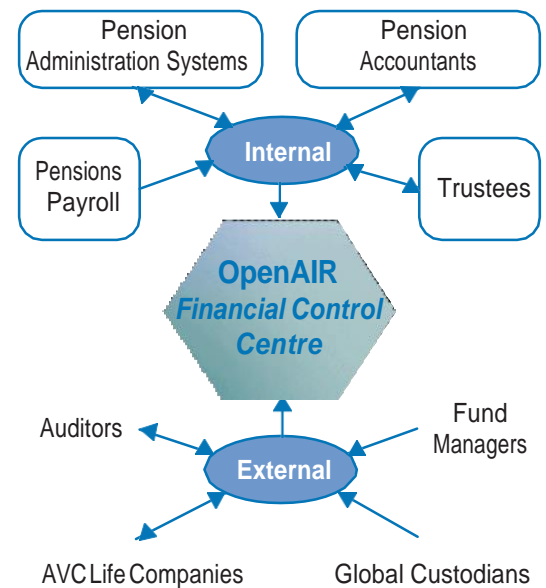 Pension
Administration Systems
Pension
Accountants
Internal
Pensions
Payroll
Trustees
OpenAIR
Financial Control
Centre
Auditors
Fund
Managers
External
AVC Life Companies
Global Custodians